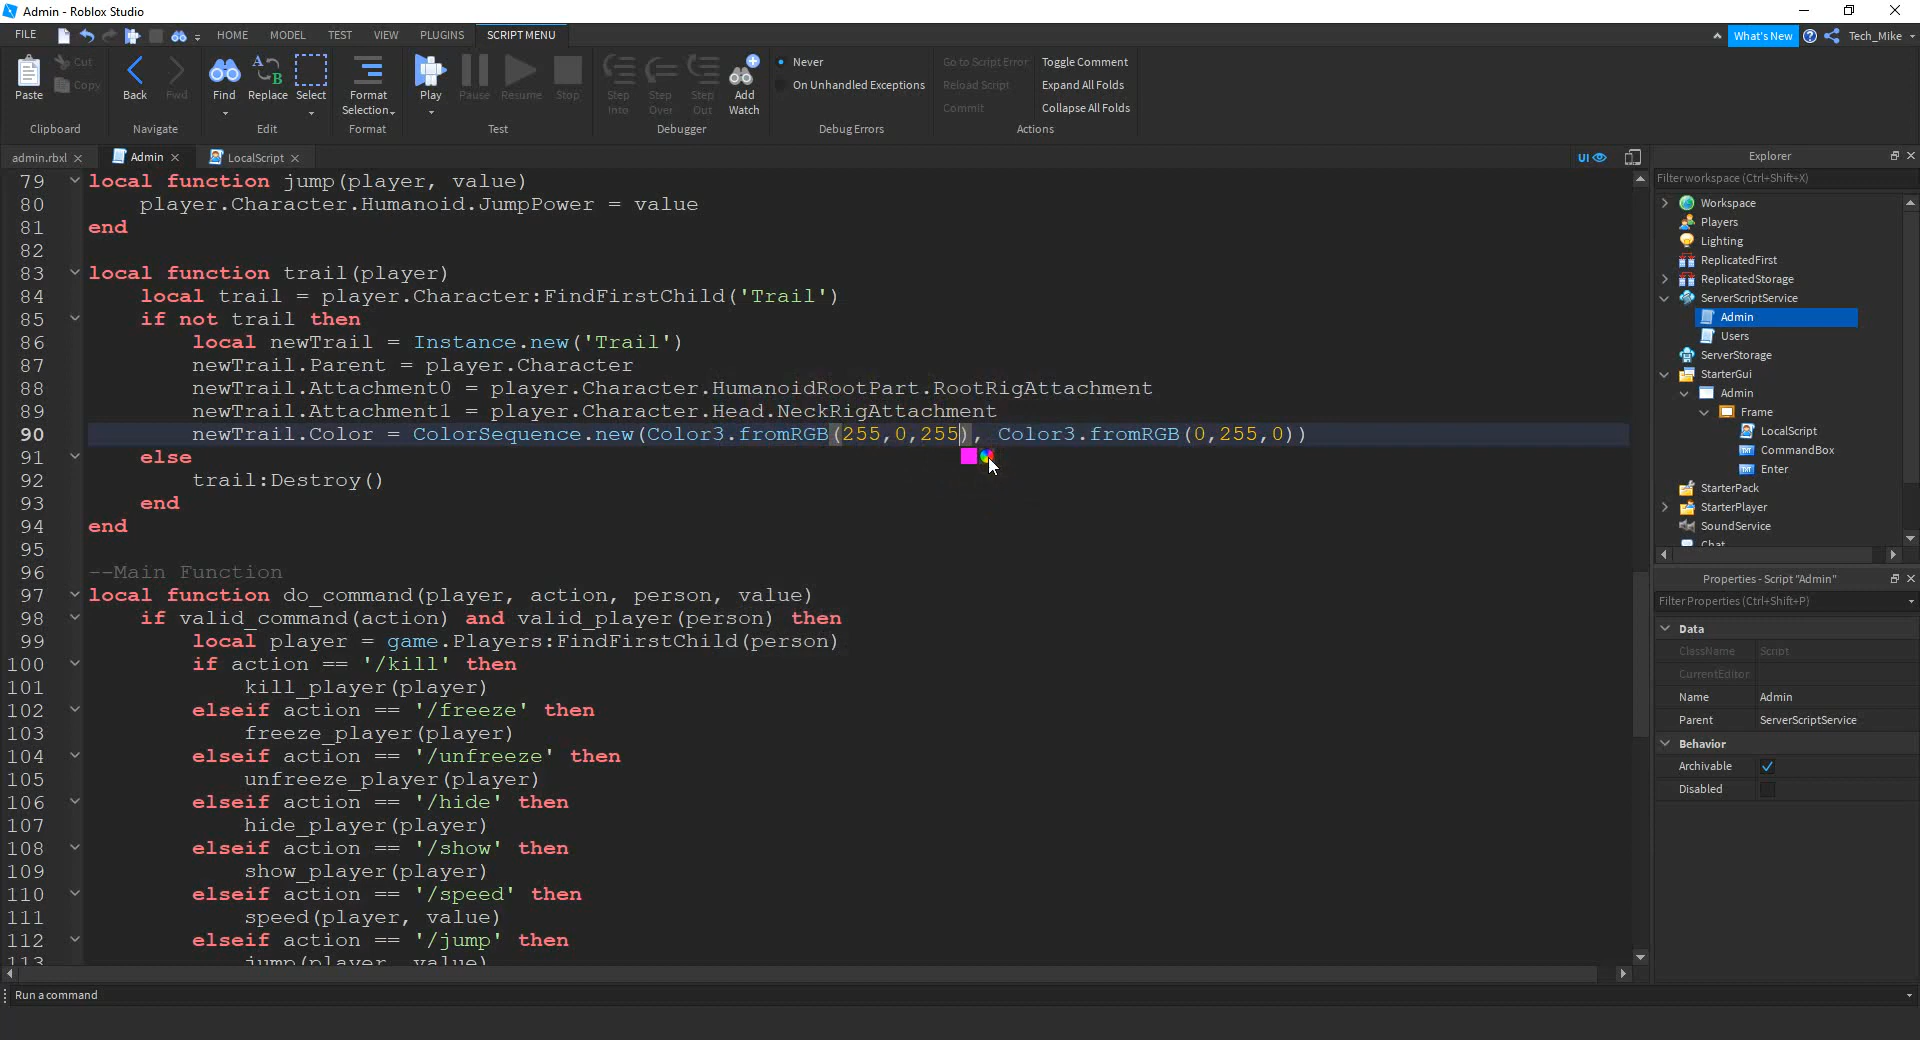 Admin - Roblox Studio
FILE HOME MODEL TEST VIEW PLUGINS SCRIPT MENU What's New Tech_Mike
Paste Cut Copy Back Fwd Find Replace Select Format Selection Play Pause Resume Stop Step Into Step Over Step Out Add Watch
Never
On Unhandled Exceptions
Go to Script Error
Reload Script
Commit
Toggle Comment
Expand All Folds
Collapse All Folds
Clipboard Navigate Edit Format Test Debugger Debug Errors Actions
admin.rbxl Admin LocalScript UI
79 local function jump(player, value)
80 player.Character.Humanoid.JumpPower = value
81 end
82
83 local function trail(player)
84 local trail = player.Character:FindFirstChild('Trail')
85 if not trail then
86 local newTrail = Instance.new('Trail')
87 newTrail.Parent = player.Character
88 newTrail.Attachment0 = player.Character.HumanoidRootPart.RootRigAttachment
89 newTrail.Attachment1 = player.Character.Head.NeckRigAttachment
90 newTrail.Color = ColorSequence.new(Color3.fromRGB(255,0,255), Color3.fromRGB(0,255,0))
91 else
92 trail:Destroy()
93 end
94 end
95
96 --Main Function
97 local function do_command(player, action, person, value)
98 if valid_command(action) and valid_player(person) then
99 local player = game.Players:FindFirstChild(person)
100 if action == '/kill' then
101 kill_player(player)
102 elseif action == '/freeze' then
103 freeze_player(player)
104 elseif action == '/unfreeze' then
105 unfreeze_player(player)
106 elseif action == '/hide' then
107 hide_player(player)
108 elseif action == '/show' then
109 show_player(player)
110 elseif action == '/speed' then
111 speed(player, value)
112 elseif action == '/jump' then
113 jump(player, value)
Run a command
Explorer
Filter workspace (Ctrl+Shift+X)
Workspace
Players
Lighting
ReplicatedFirst
ReplicatedStorage
ServerScriptService
Admin
Users
ServerStorage
StarterGui
Admin
Frame
LocalScript
CommandBox
Enter
StarterPack
StarterPlayer
SoundService
Chat
Properties - Script "Admin"
Filter Properties (Ctrl+Shift+P)
Data
ClassName Script
CurrentEditor
Name Admin
Parent ServerScriptService
Behavior
Archivable
Disabled